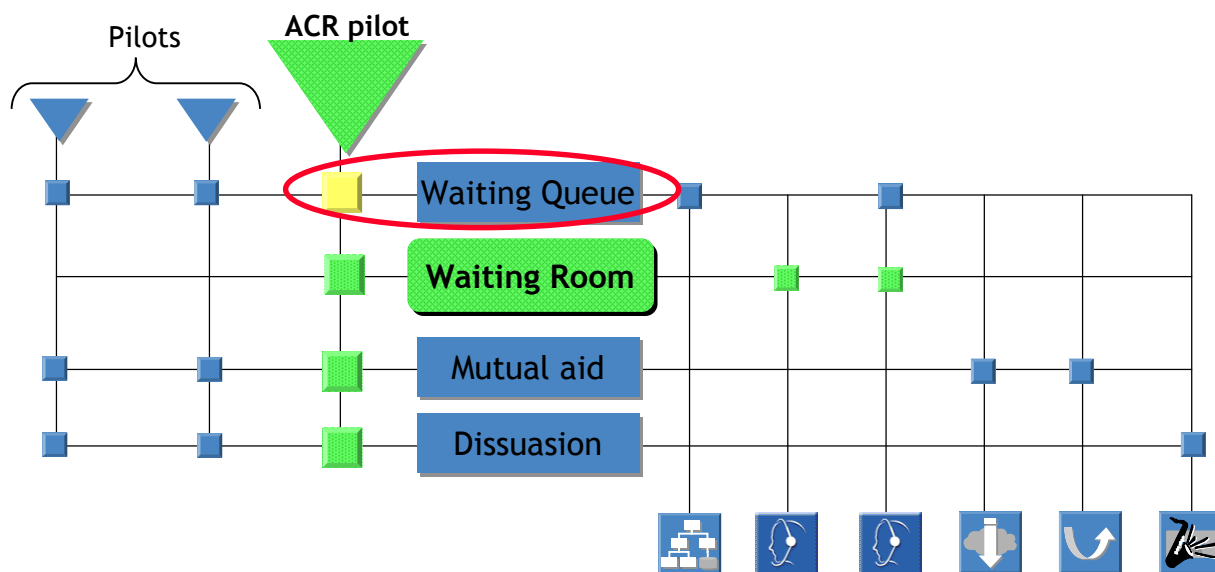 Pilots
ACR pilot
Waiting Queue
Waiting Room
Mutual aid
Dissuasion